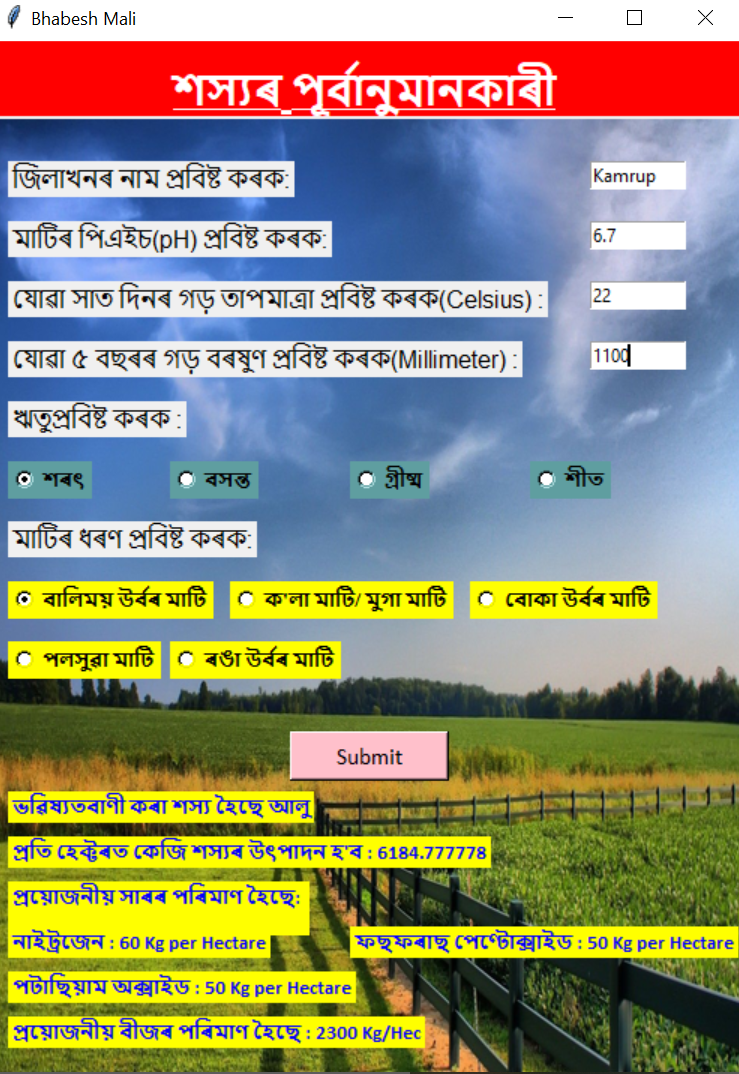 Bhabesh Mali
শস্যৰ পূৰ্বানুমানকাৰী
জিলাখনৰ নাম প্ৰবিষ্ট কৰক: Kamrup
মাটিৰ পিএইচ(pH) প্ৰবিষ্ট কৰক: 6.7
যোৱা সাত দিনৰ গড় তাপমাত্ৰা প্ৰবিষ্ট কৰক(Celsius) : 22
যোৱা ৫ বছৰৰ গড় বৰষুণ প্ৰবিষ্ট কৰক(Millimeter) : 1100
ঋতুপ্ৰবিষ্ট কৰক :
শৰৎ বসন্ত গ্ৰীষ্ম শীত
মাটিৰ ধৰণ প্ৰবিষ্ট কৰক:
বালিময় উৰ্বৰ মাটি ক'লা মাটি/ মুগা মাটি বোকা উৰ্বৰ মাটি
পলসুৱা মাটি ৰঙা উৰ্বৰ মাটি
Submit
ভৱিষ্যতবাণী কৰা শস্য হৈছে আলু
প্ৰতি হেক্টৰত কেজি শস্যৰ উৎপাদন হ'ব : 6184.777778
প্ৰয়োজনীয় সাৰৰ পৰিমাণ হৈছে:
নাইট্ৰজেন : 60 Kg per Hectare ফছফৰাছ পেণ্টোক্সাইড : 50 Kg per Hectare
পটাছিয়াম অক্সাইড : 50 Kg per Hectare
প্ৰয়োজনীয় বীজৰ পৰিমাণ হৈছে : 2300 Kg/Hec